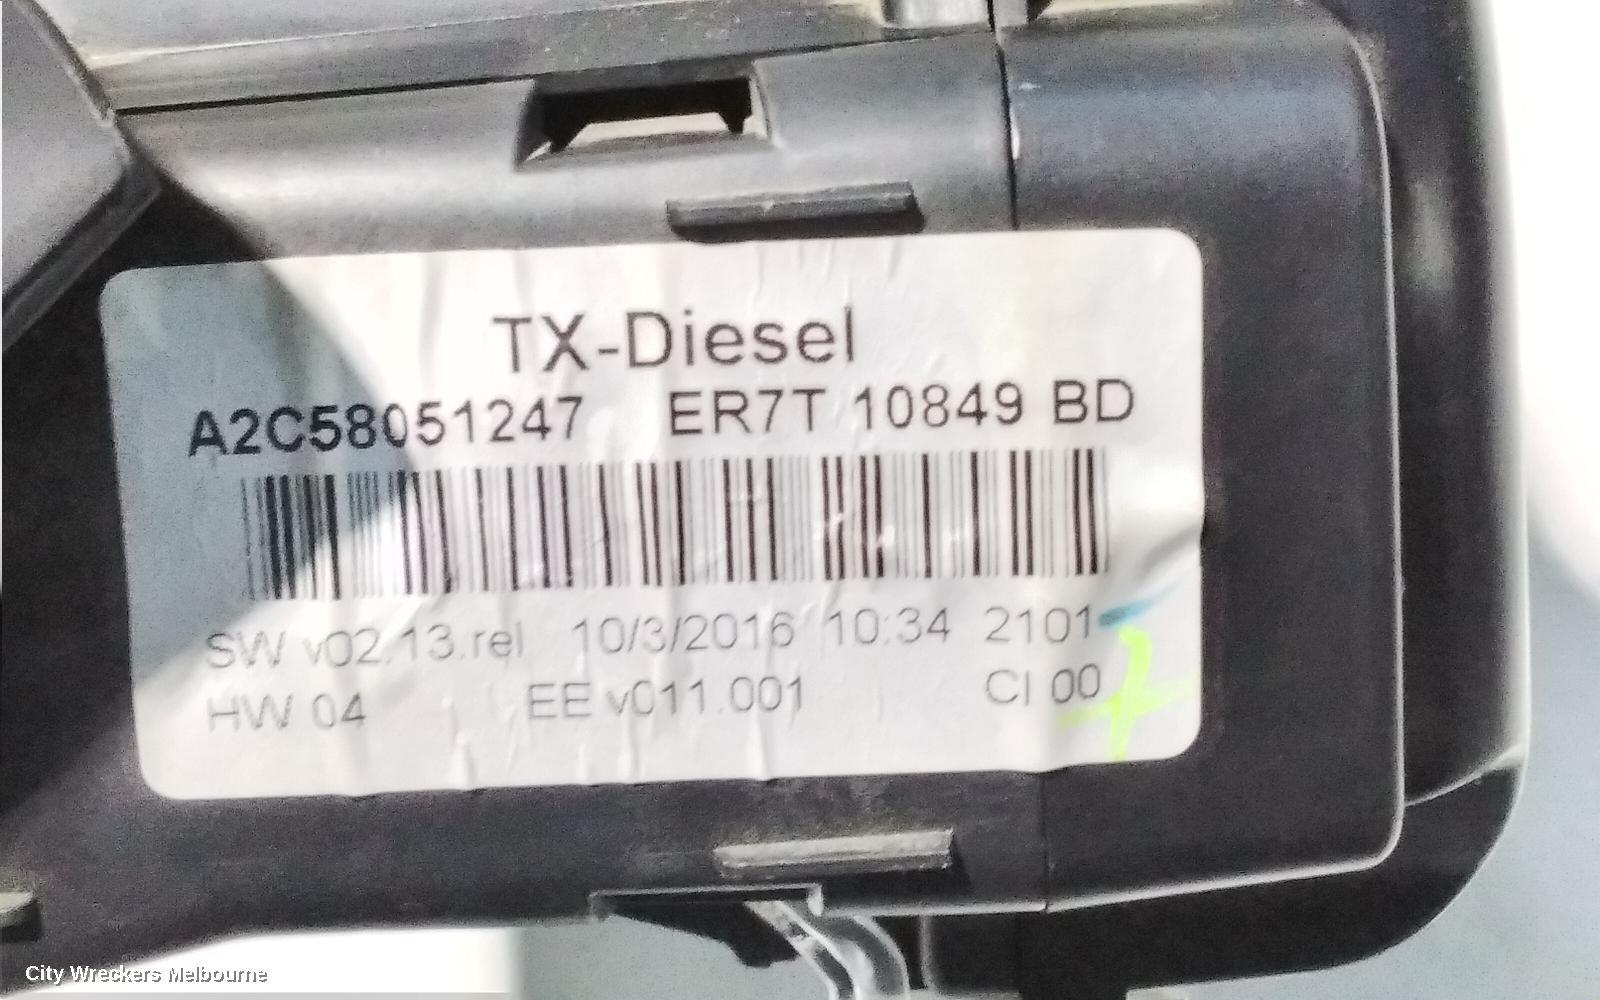 TX-Diesel
A2C58051247 ER7T 10849 BD
SW v02.13.rel 10/3/2016 10:34 2101
HW 04 EE v011.001 CI 00
City Wreckers Melbourne